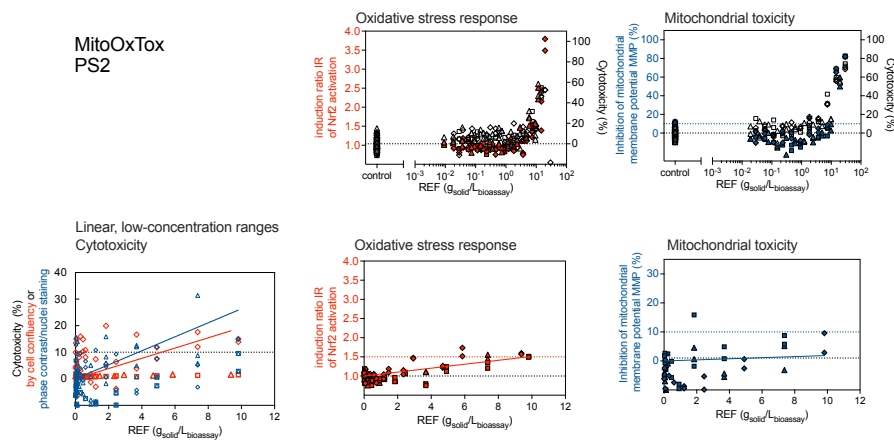 MitoOxTox
PS2
Oxidative stress response
induction ratio IR
of Nrf2 activation
4.0
3.5
3.0
2.5
2.0
1.5
1.0
100
80
60
40
20
0
Cytotoxicity (%)
control
10-3 10-2 10-1 100 101 102
REF (gsolid/Lbioassay)
Mitochondrial toxicity
Inhibition of mitochondrial
membrane potential MMP (%)
100
80
60
40
20
0
100
80
60
40
20
0
Cytotoxicity (%)
control
10-3 10-2 10-1 100 101 102
REF (gsolid/Lbioassay)
Linear, low-concentration ranges
Cytotoxicity
Cytotoxicity (%) or
by cell confluency
phase contrast/nuclei staining
40
30
20
10
0
0 2 4 6 8 10 12
REF (gsolid/Lbioassay)
Oxidative stress response
induction ratio IR
of Nrf2 activation
4.0
3.5
3.0
2.5
2.0
1.5
1.0
0 2 4 6 8 10 12
REF (gsolid/Lbioassay)
Mitochondrial toxicity
Inhibition of mitochondrial
membrane potential MMP (%)
30
20
10
0
0 2 4 6 8 10 12
REF (gsolid/Lbioassay)